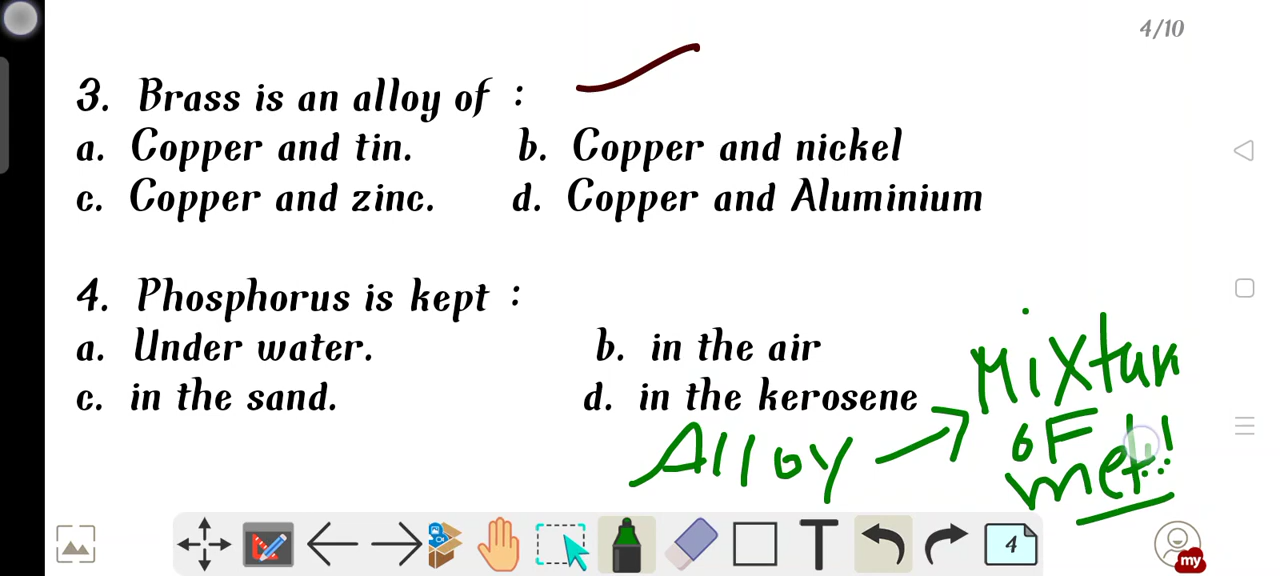 4/10
3. Brass is an alloy of :
a. Copper and tin. b. Copper and nickel
c. Copper and zinc. d. Copper and Aluminium
4. Phosphorus is kept :
a. Under water. b. in the air
c. in the sand. d. in the kerosene
Alloy → Mixtur
of
T
4
my